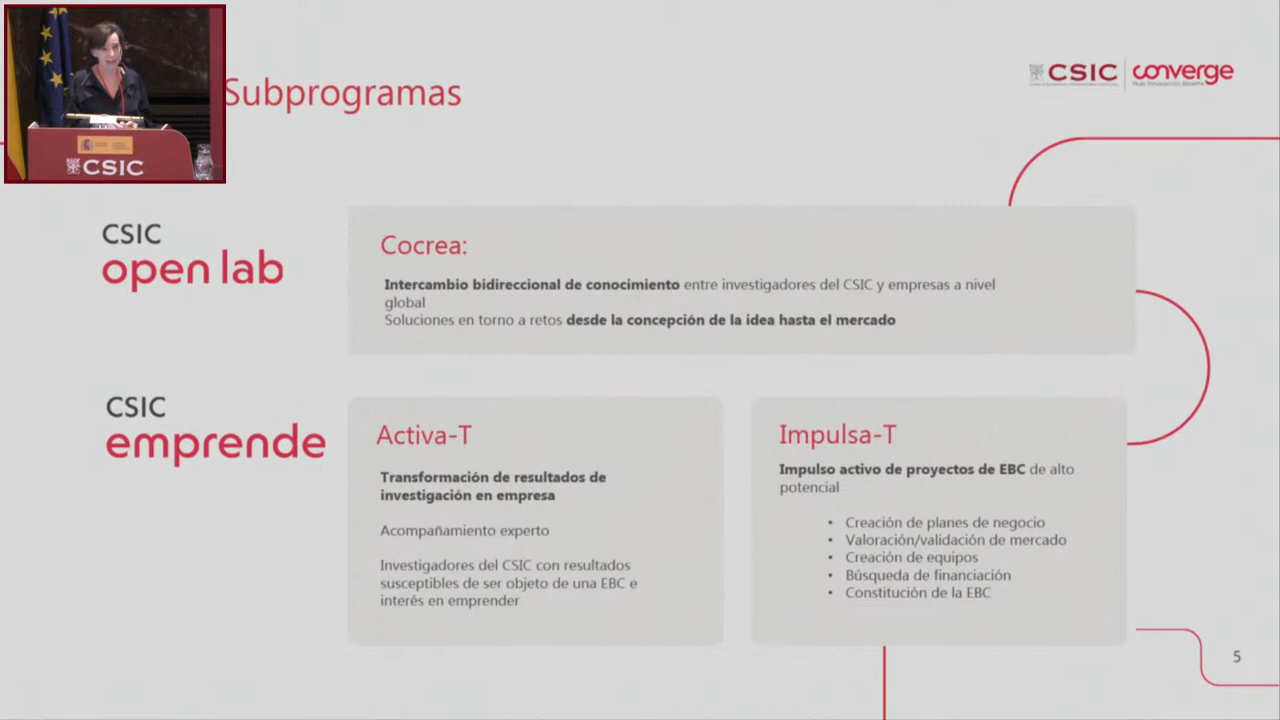 Subprogramas
CSIC
converge
CSIC
CSIC
open lab
Cocrea:
Intercambio bidireccional de conocimiento entre investigadores del CSIC y empresas a nivel
global
Soluciones en torno a retos desde la concepción de la idea hasta el mercado
CSIC
emprende
Activa-T
Transformación de resultados de
investigación en empresa
Acompañamiento experto
Investigadores del CSIC con resultados
susceptibles de ser objeto de una EBC e
interés en emprender
Impulsa-T
Impulso activo de proyectos de EBC de alto
potencial
• Creación de planes de negocio
• Valoración/validación de mercado
• Creación de equipos
• Búsqueda de financiación
• Constitución de la EBC
5